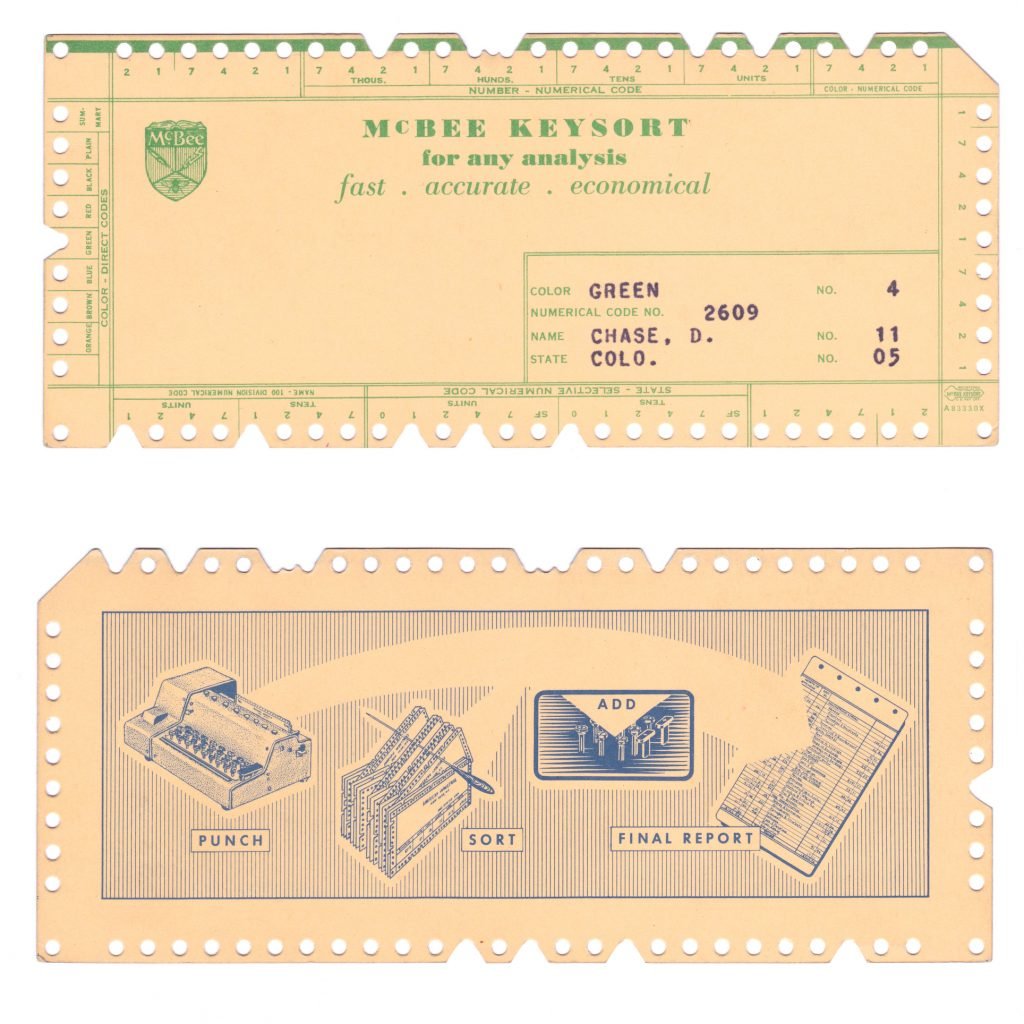 2 1 7 4 2 1 7 4 2 1 7 4 2 1 7 4 2 1 7 4 2 1 7 4 2 1
THOUS. HUNDS. TENS UNITS
NUMBER - NUMERICAL CODE
COLOR - NUMERICAL CODE
SUM-
MARY
PLAIN
BLACK
RED
GREEN
BLUE
BROWN
ORANGE
COLOR - DIRECT CODES
McBee
McBEE KEYSORT
for any analysis
fast . accurate . economical
COLOR GREEN NO. 4
NUMERICAL CODE NO. 2609
NAME CHASE, D. NO. 11
STATE COLO. NO. 05
1
7
4
2
1
7
4
2
1
NAME - 100 DIVISION NUMERICAL CODE
STATE - SELECTIVE NUMERICAL CODE
UNITS TENS UNITS TENS
1 2 4 7 1 2 4 7 0 1 2 4 7 SF 0 1 2 4 7 SF 1 2 4 7 1 2
McBEE KEYSORT
A83330X
PUNCH
SORT
ADD
FINAL REPORT